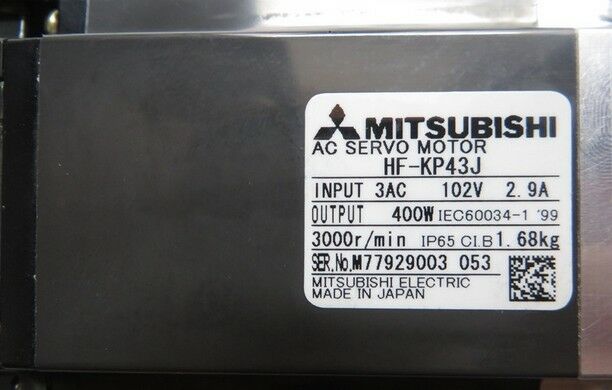 MITSUBISHI
AC SERVO MOTOR
HF-KP43J
INPUT 3AC 102V 2.9A
OUTPUT 400W IEC60034-1 '99
3000r/min IP65 CI.B 1.68kg
SER.No.M77929003 053
MITSUBISHI ELECTRIC
MADE IN JAPAN